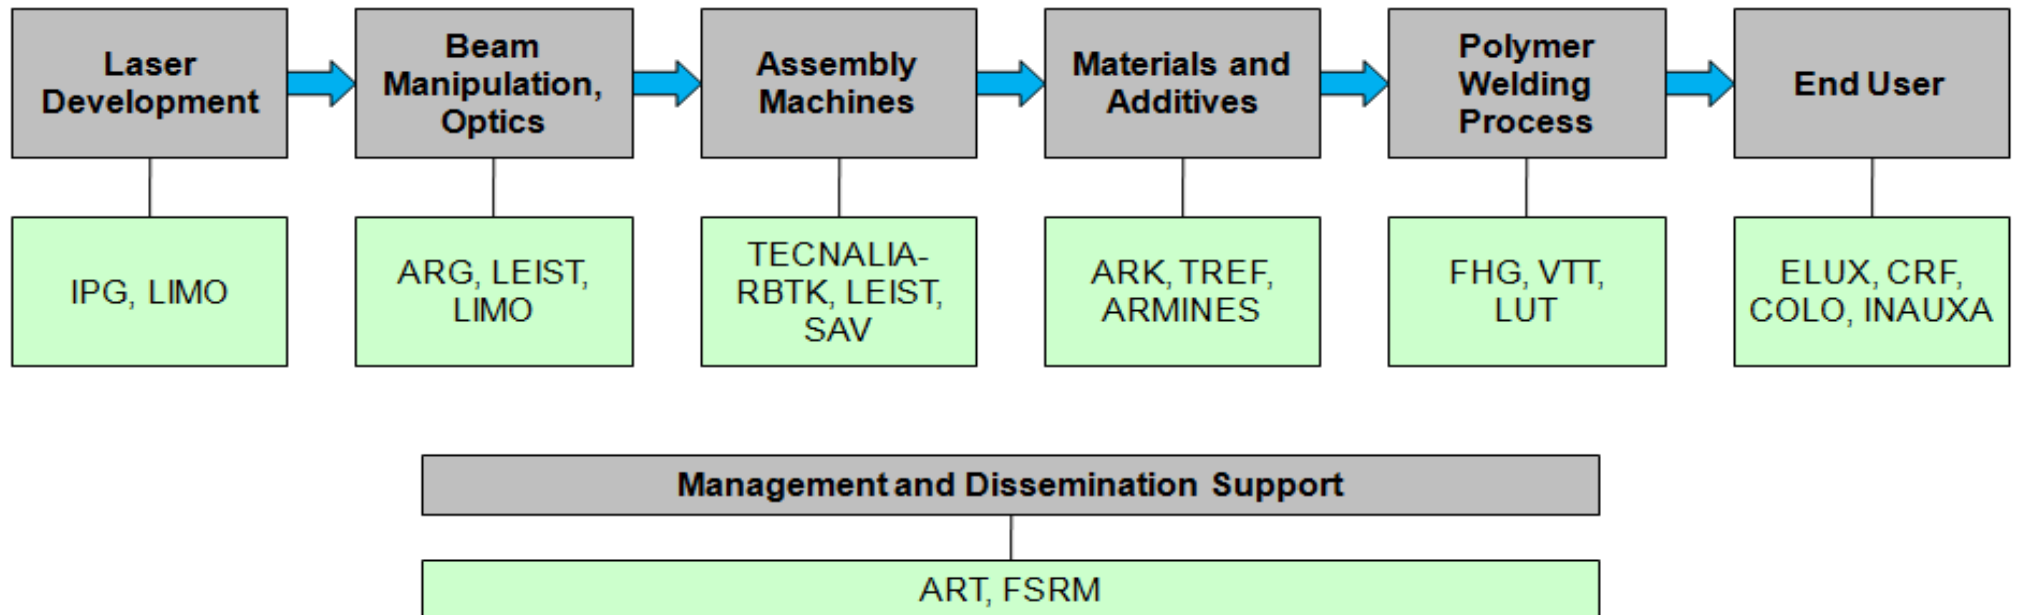 Laser
Development
Beam
Manipulation,
Optics
Assembly
Machines
Materials and
Additives
Polymer
Welding
Process
End User
IPG, LIMO
ARG, LEIST,
LIMO
TECNALIA-
RBTK, LEIST,
SAV
ARK, TREF,
ARMINES
FHG, VTT,
LUT
ELUX, CRF,
COLO, INAUXA
Management and Dissemination Support
ART, FSRM